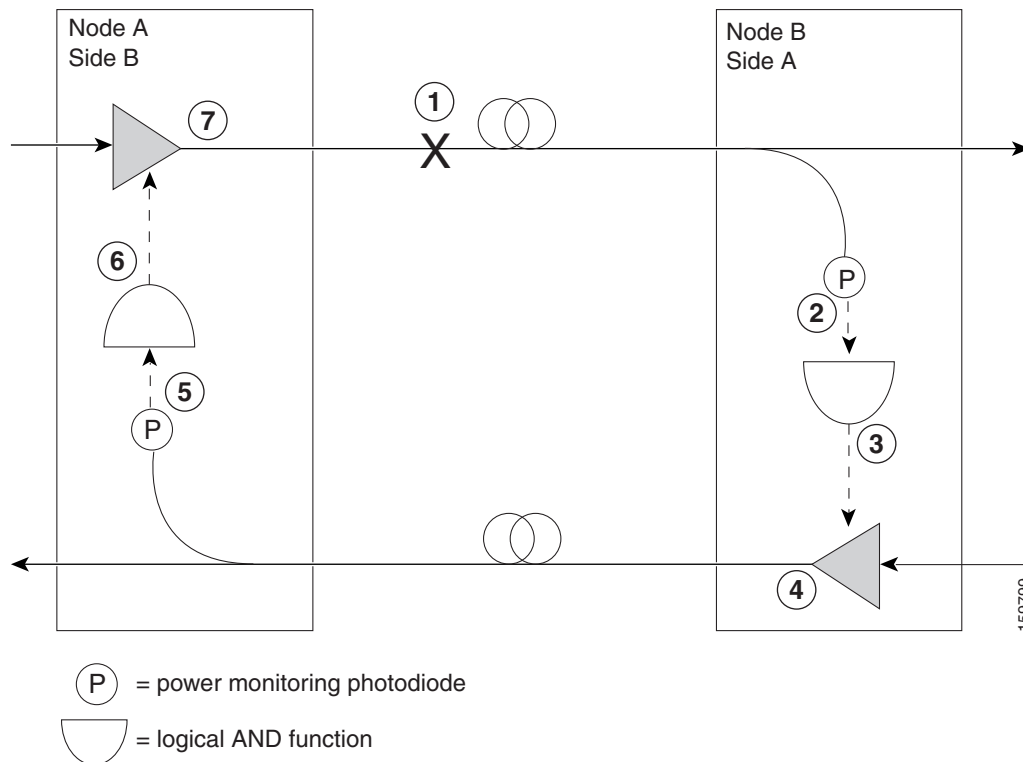 Node A
Side B
Node B
Side A
7
1
X
6
P
2
5
P
3
4
P = power monitoring photodiode
= logical AND function